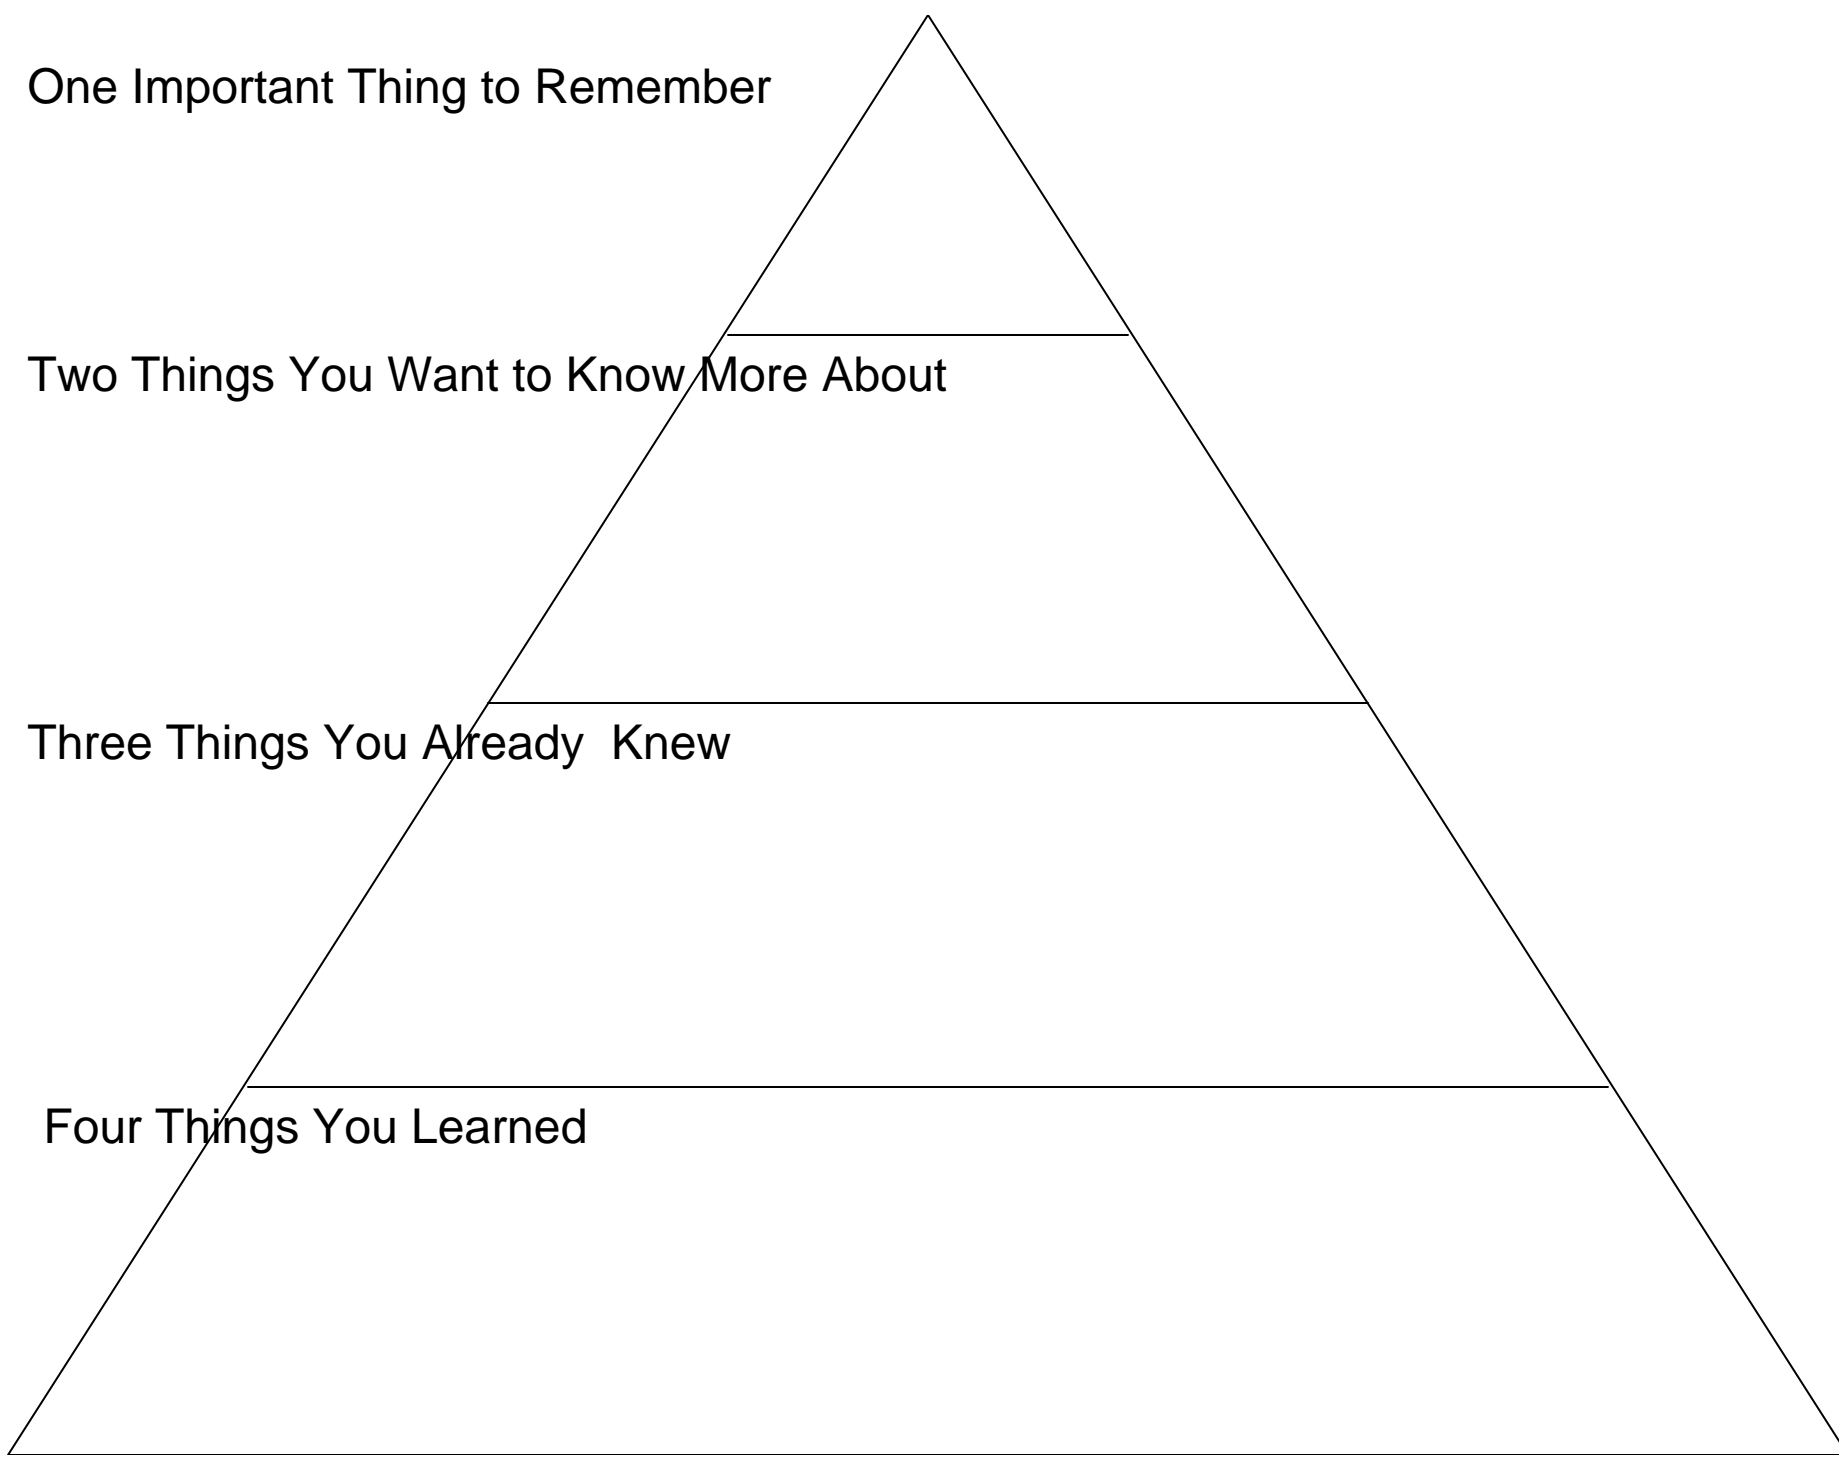 One Important Thing to Remember
Two Things You Want to Know More About
Three Things You Already  Knew
Four Things You Learned